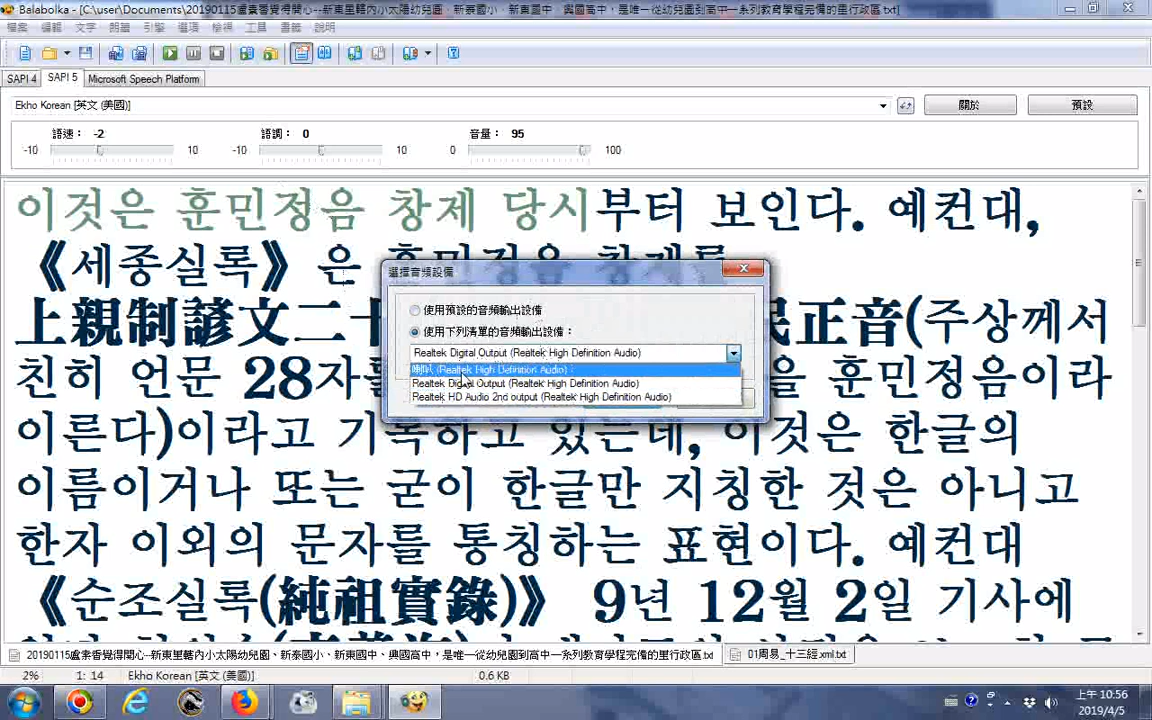 Balabolka - [C:\user\Documents\20190115盧素香覺得開心--新東里轄內小太陽幼兒園、新泰國小、新東國中、興國高中，是唯一從幼兒園到高中一系列教育學程完備的里行政區.txt]
檔案 編輯 文字 朗讀 引擎 選項 檢視 工具 書籤 說明
SAPI 4 SAPI 5 Microsoft Speech Platform
Ekho Korean [英文 (美國)] 關於 預設
語速： -2 語調： 0 音量： 95
-10 10 -10 10 0 100
이것은 훈민정음 창제 당시부터 보인다. 예컨대,
《세종실록》은 훈민정음 창제를
選擇音頻設備
使用預設的音頻輸出設備
使用下列清單的音頻輸出設備：
Realtek Digital Output (Realtek High Definition Audio)
喇叭 (Realtek High Definition Audio)
Realtek Digital Output (Realtek High Definition Audio)
Realtek HD Audio 2nd output (Realtek High Definition Audio)
上親制諺文二十 民正音(주상께서
친히 언문 28자를 을 훈민정음이라
이른다)이라고 기록하고 있는데, 이것은 한글의
이름이거나 또는 굳이 한글만 지칭한 것은 아니고
한자 이외의 문자를 통칭하는 표현이다. 예컨대
《순조실록(純祖實錄)》 9년 12월 2일 기사에
20190115盧素香覺得開心--新東里轄內小太陽幼兒園、新泰國小、新東國中、興國高中，是唯一從幼兒園到高中一系列教育學程完備的里行政區.txt 01周易_十三經.xml.txt
2% 1: 14 Ekho Korean [英文 (美國)] 0.6 KB
上午 10:56
2019/4/5